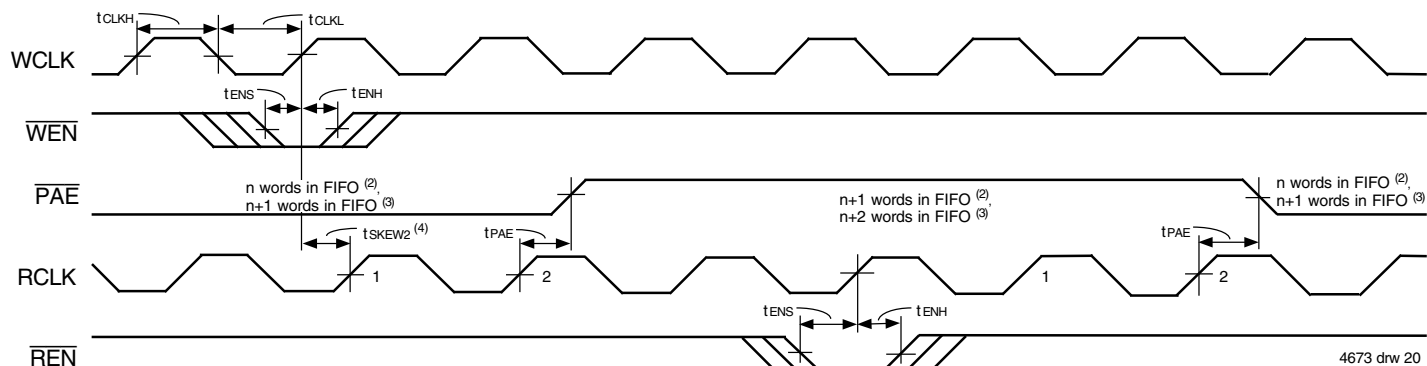 tCLKH
tCLKL
WCLK
tENS
tENH
WEN
PAE
n words in FIFO (2),
n+1 words in FIFO (3)
n+1 words in FIFO (2),
n+2 words in FIFO (3)
n words in FIFO (2),
n+1 words in FIFO (3)
tSKEW2 (4)
tPAE
tPAE
RCLK
1
2
1
2
tENS
tENH
REN
4673 drw 20